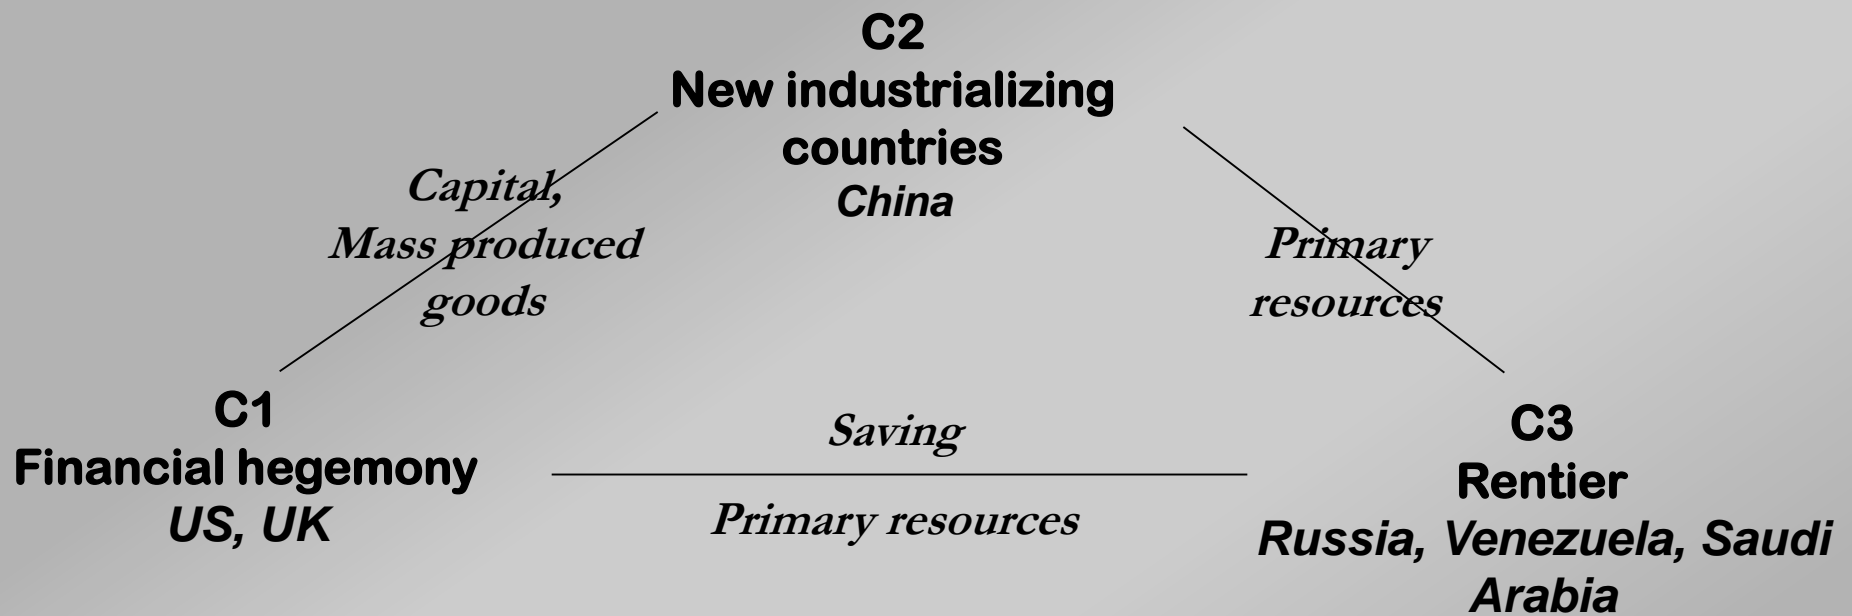 C2
New industrializing
countries
China
Capital,
Mass produced
goods
Primary
resources
C1
Financial hegemony
US, UK
Saving
Primary resources
C3
Rentier
Russia, Venezuela, Saudi
Arabia